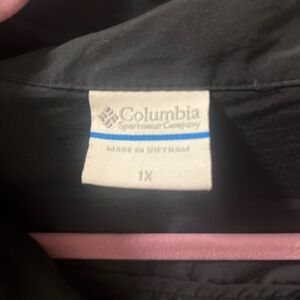 Columbia
Sportswear Company
MADE IN VIETNAM
1X